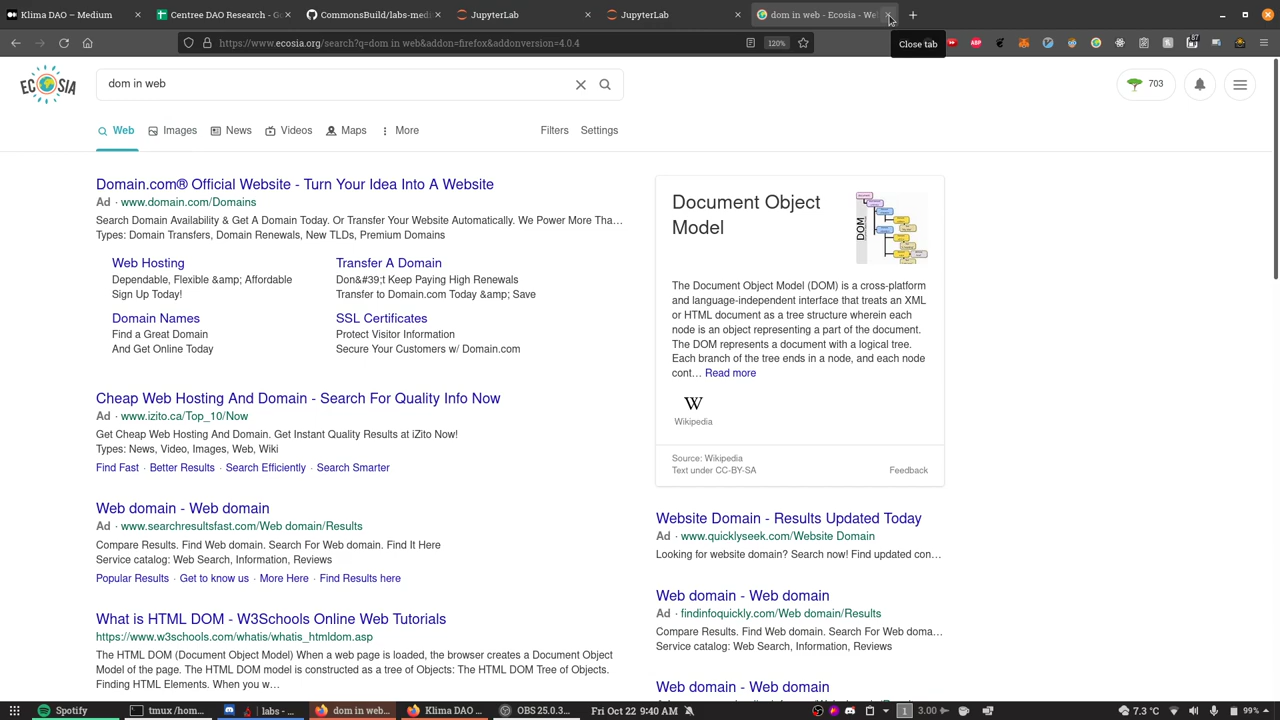 Klima DAO – Medium
Centree DAO Research - Go
CommonsBuild/labs-med
JupyterLab
JupyterLab
dom in web - Ecosia - We
https://www.ecosia.org/search?q=dom in web&addon=firefox&addonversion=4.0.4
120%
Close tab
ABP
87
ECOSIA
dom in web
703
Web
Images
News
Videos
Maps
More
Filters
Settings
Domain.com® Official Website - Turn Your Idea Into A Website
Ad · www.domain.com/Domains
Search Domain Availability & Get A Domain Today. Or Transfer Your Website Automatically. We Power More Tha…
Types: Domain Transfers, Domain Renewals, New TLDs, Premium Domains
Web Hosting
Dependable, Flexible &amp; Affordable
Sign Up Today!
Transfer A Domain
Don&#39;t Keep Paying High Renewals
Transfer to Domain.com Today &amp; Save
Domain Names
Find a Great Domain
And Get Online Today
SSL Certificates
Protect Visitor Information
Secure Your Customers w/ Domain.com
Cheap Web Hosting And Domain - Search For Quality Info Now
Ad · www.izito.ca/Top_10/Now
Get Cheap Web Hosting And Domain. Get Instant Quality Results at iZito Now!
Types: News, Video, Images, Web, Wiki
Find Fast · Better Results · Search Efficiently · Search Smarter
Web domain - Web domain
Ad · www.searchresultsfast.com/Web domain/Results
Compare Results. Find Web domain. Search For Web domain. Find It Here
Service catalog: Web Search, Information, Reviews
Popular Results · Get to know us · More Here · Find Results here
What is HTML DOM - W3Schools Online Web Tutorials
https://www.w3schools.com/whatis/whatis_htmldom.asp
The HTML DOM (Document Object Model) When a web page is loaded, the browser creates a Document Object
Model of the page. The HTML DOM model is constructed as a tree of Objects: The HTML DOM Tree of Objects.
Finding HTML Elements. When you w…
Document Object
Model
DOM
The Document Object Model (DOM) is a cross-platform
and language-independent interface that treats an XML
or HTML document as a tree structure wherein each
node is an object representing a part of the document.
The DOM represents a document with a logical tree.
Each branch of the tree ends in a node, and each node
cont… Read more
W
Wikipedia
Source: Wikipedia
Text under CC-BY-SA
Feedback
Website Domain - Results Updated Today
Ad · www.quicklyseek.com/Website Domain
Looking for website domain? Search now! Find updated con…
Web domain - Web domain
Ad · findinfoquickly.com/Web domain/Results
Compare Results. Find Web domain. Search For Web doma…
Service catalog: Web Search, Information, Reviews
Web domain - Web domain
Spotify
tmux /hom…
| labs - …
dom in web…
Klima DAO …
OBS 25.0.3…
Fri Oct 22, 9:40 AM
1
3.00
7.3 °C
99%